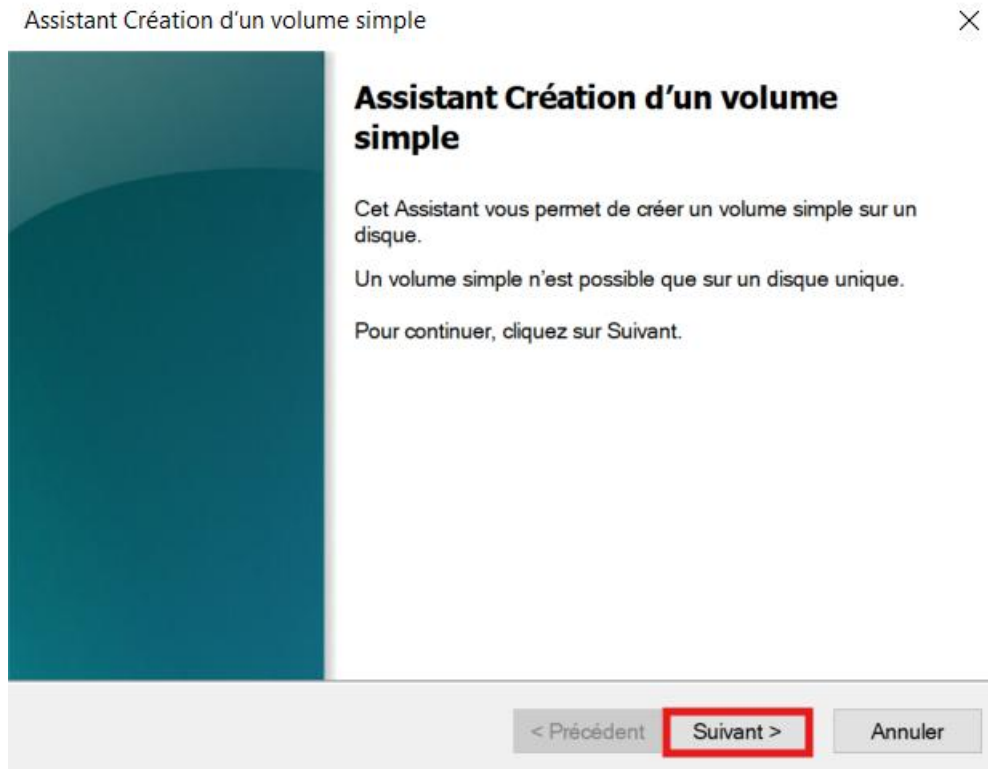 Assistant Création d'un volume simple
Assistant Création d'un volume
simple
Cet Assistant vous permet de créer un volume simple sur un
disque.
Un volume simple n'est possible que sur un disque unique.
Pour continuer, cliquez sur Suivant.
< Précédent Suivant > Annuler